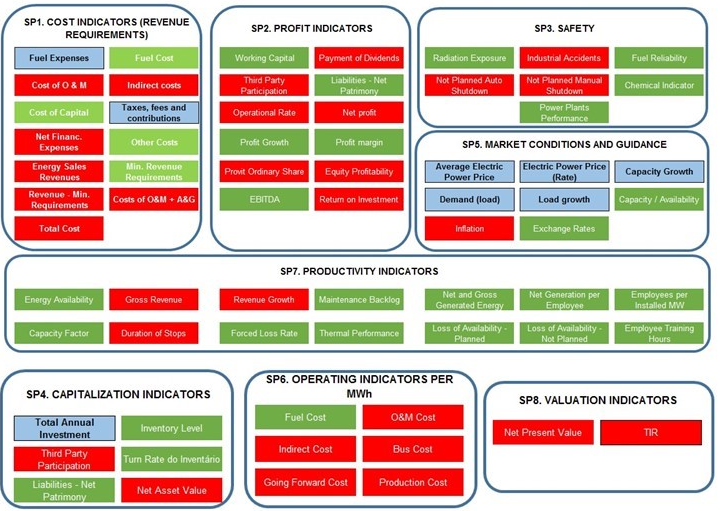 SP1. COST INDICATORS (REVENUE
REQUIREMENTS)
Fuel Expenses
Fuel Cost
Cost of O & M
Indirect costs
Cost of Capital
Taxes, fees and
contributions
Net Financ.
Expenses
Other Costs
Energy Sales
Revenues
Min. Revenue
Requirements
Revenue - Min.
Requirements
Costs of O&M + A&G
Total Cost
SP2. PROFIT INDICATORS
Working Capital
Payment of Dividends
Third Party
Participation
Liabilities - Net
Patrimony
Operational Rate
Net profit
Profit Growth
Profit margin
Provit Ordinary Share
Equity Profitability
EBITDA
Return on Investment
SP3. SAFETY
Radiation Exposure
Industrial Accidents
Fuel Reliability
Not Planned Auto
Shutdown
Not Planned Manual
Shutdown
Chemical Indicator
Power Plants
Performance
SP5. MARKET CONDITIONS AND GUIDANCE
Average Electric
Power Price
Electric Power Price
(Rate)
Capacity Growth
Demand (load)
Load growth
Capacity / Availability
Inflation
Exchange Rates
SP7. PRODUCTIVITY INDICATORS
Energy Availability
Gross Revenue
Revenue Growth
Maintenance Backlog
Net and Gross
Generated Energy
Net Generation per
Employee
Employees per
Installed MW
Capacity Factor
Duration of Stops
Forced Loss Rate
Thermal Performance
Loss of Availability -
Planned
Loss of Availability
- Not Planned
Employee Training
Hours
SP4. CAPITALIZATION INDICATORS
Total Annual
Investment
Inventory Level
Third Party
Participation
Turn Rate do Inventário
Liabilities - Net
Patrimony
Net Asset Value
SP6. OPERATING INDICATORS PER
MWh
Fuel Cost
O&M Cost
Indirect Cost
Bus Cost
Going Forward Cost
Production Cost
SP8. VALUATION INDICATORS
Net Present Value
TIR